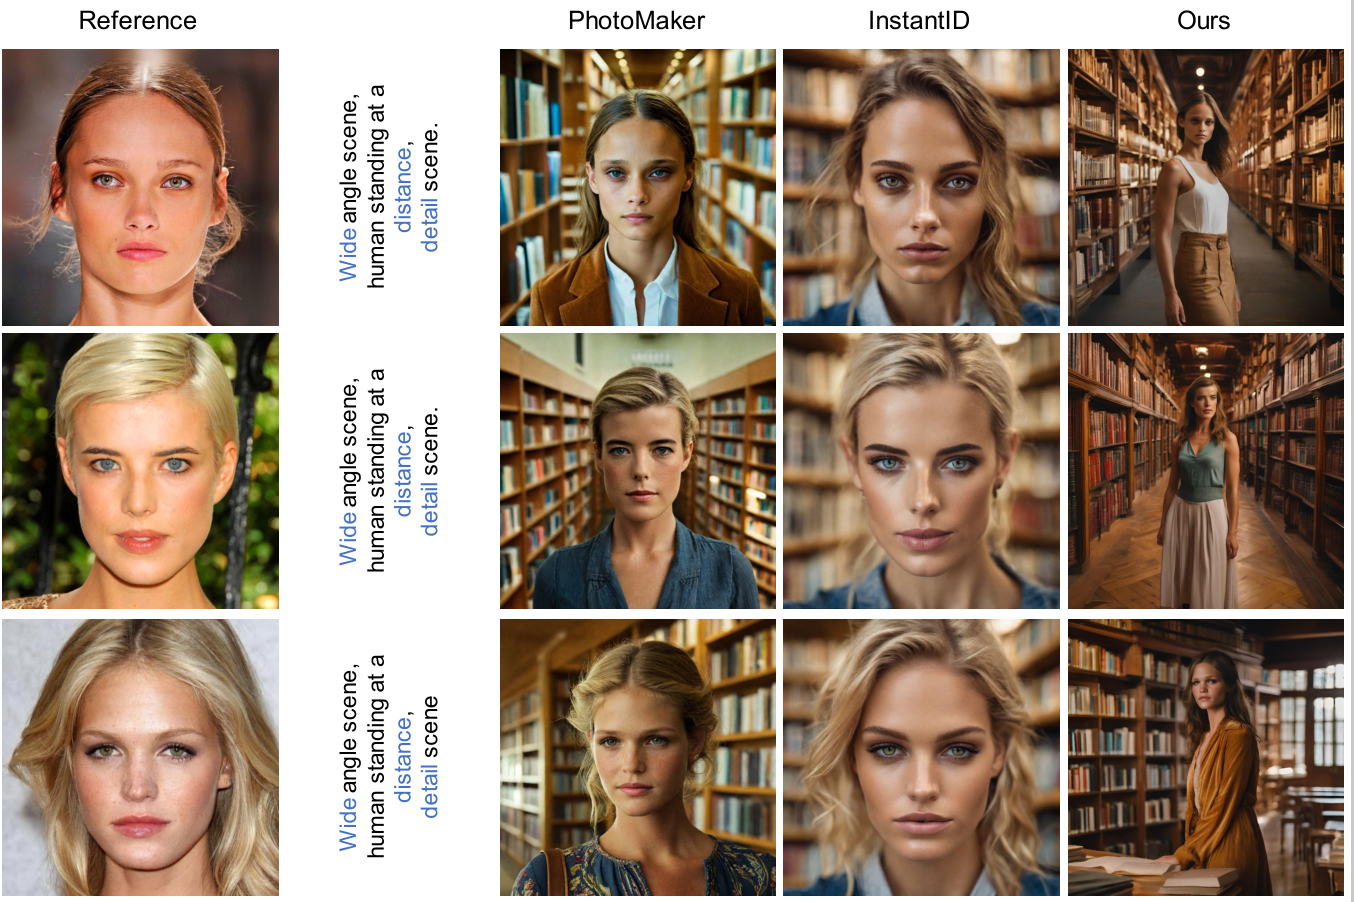 Reference
PhotoMaker
InstantID
Ours
Wide angle scene,
human standing at a
distance,
detail scene.
Wide angle scene,
human standing at a
distance,
detail scene.
Wide angle scene,
human standing at a
distance,
detail scene